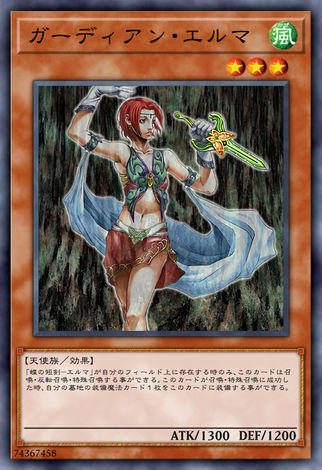 ガーディアン・エルマ
風
【天使族／効果】
「蝶の短剣－エルマ」が自分のフィールド上に存在する時のみ、このカードは召
喚・反転召喚・特殊召喚する事ができる。このカードが召喚・特殊召喚に成功し
た時、自分の墓地の装備魔法カード１枚をこのカードに装備する事ができる。
ATK/1300 DEF/1200
74367458